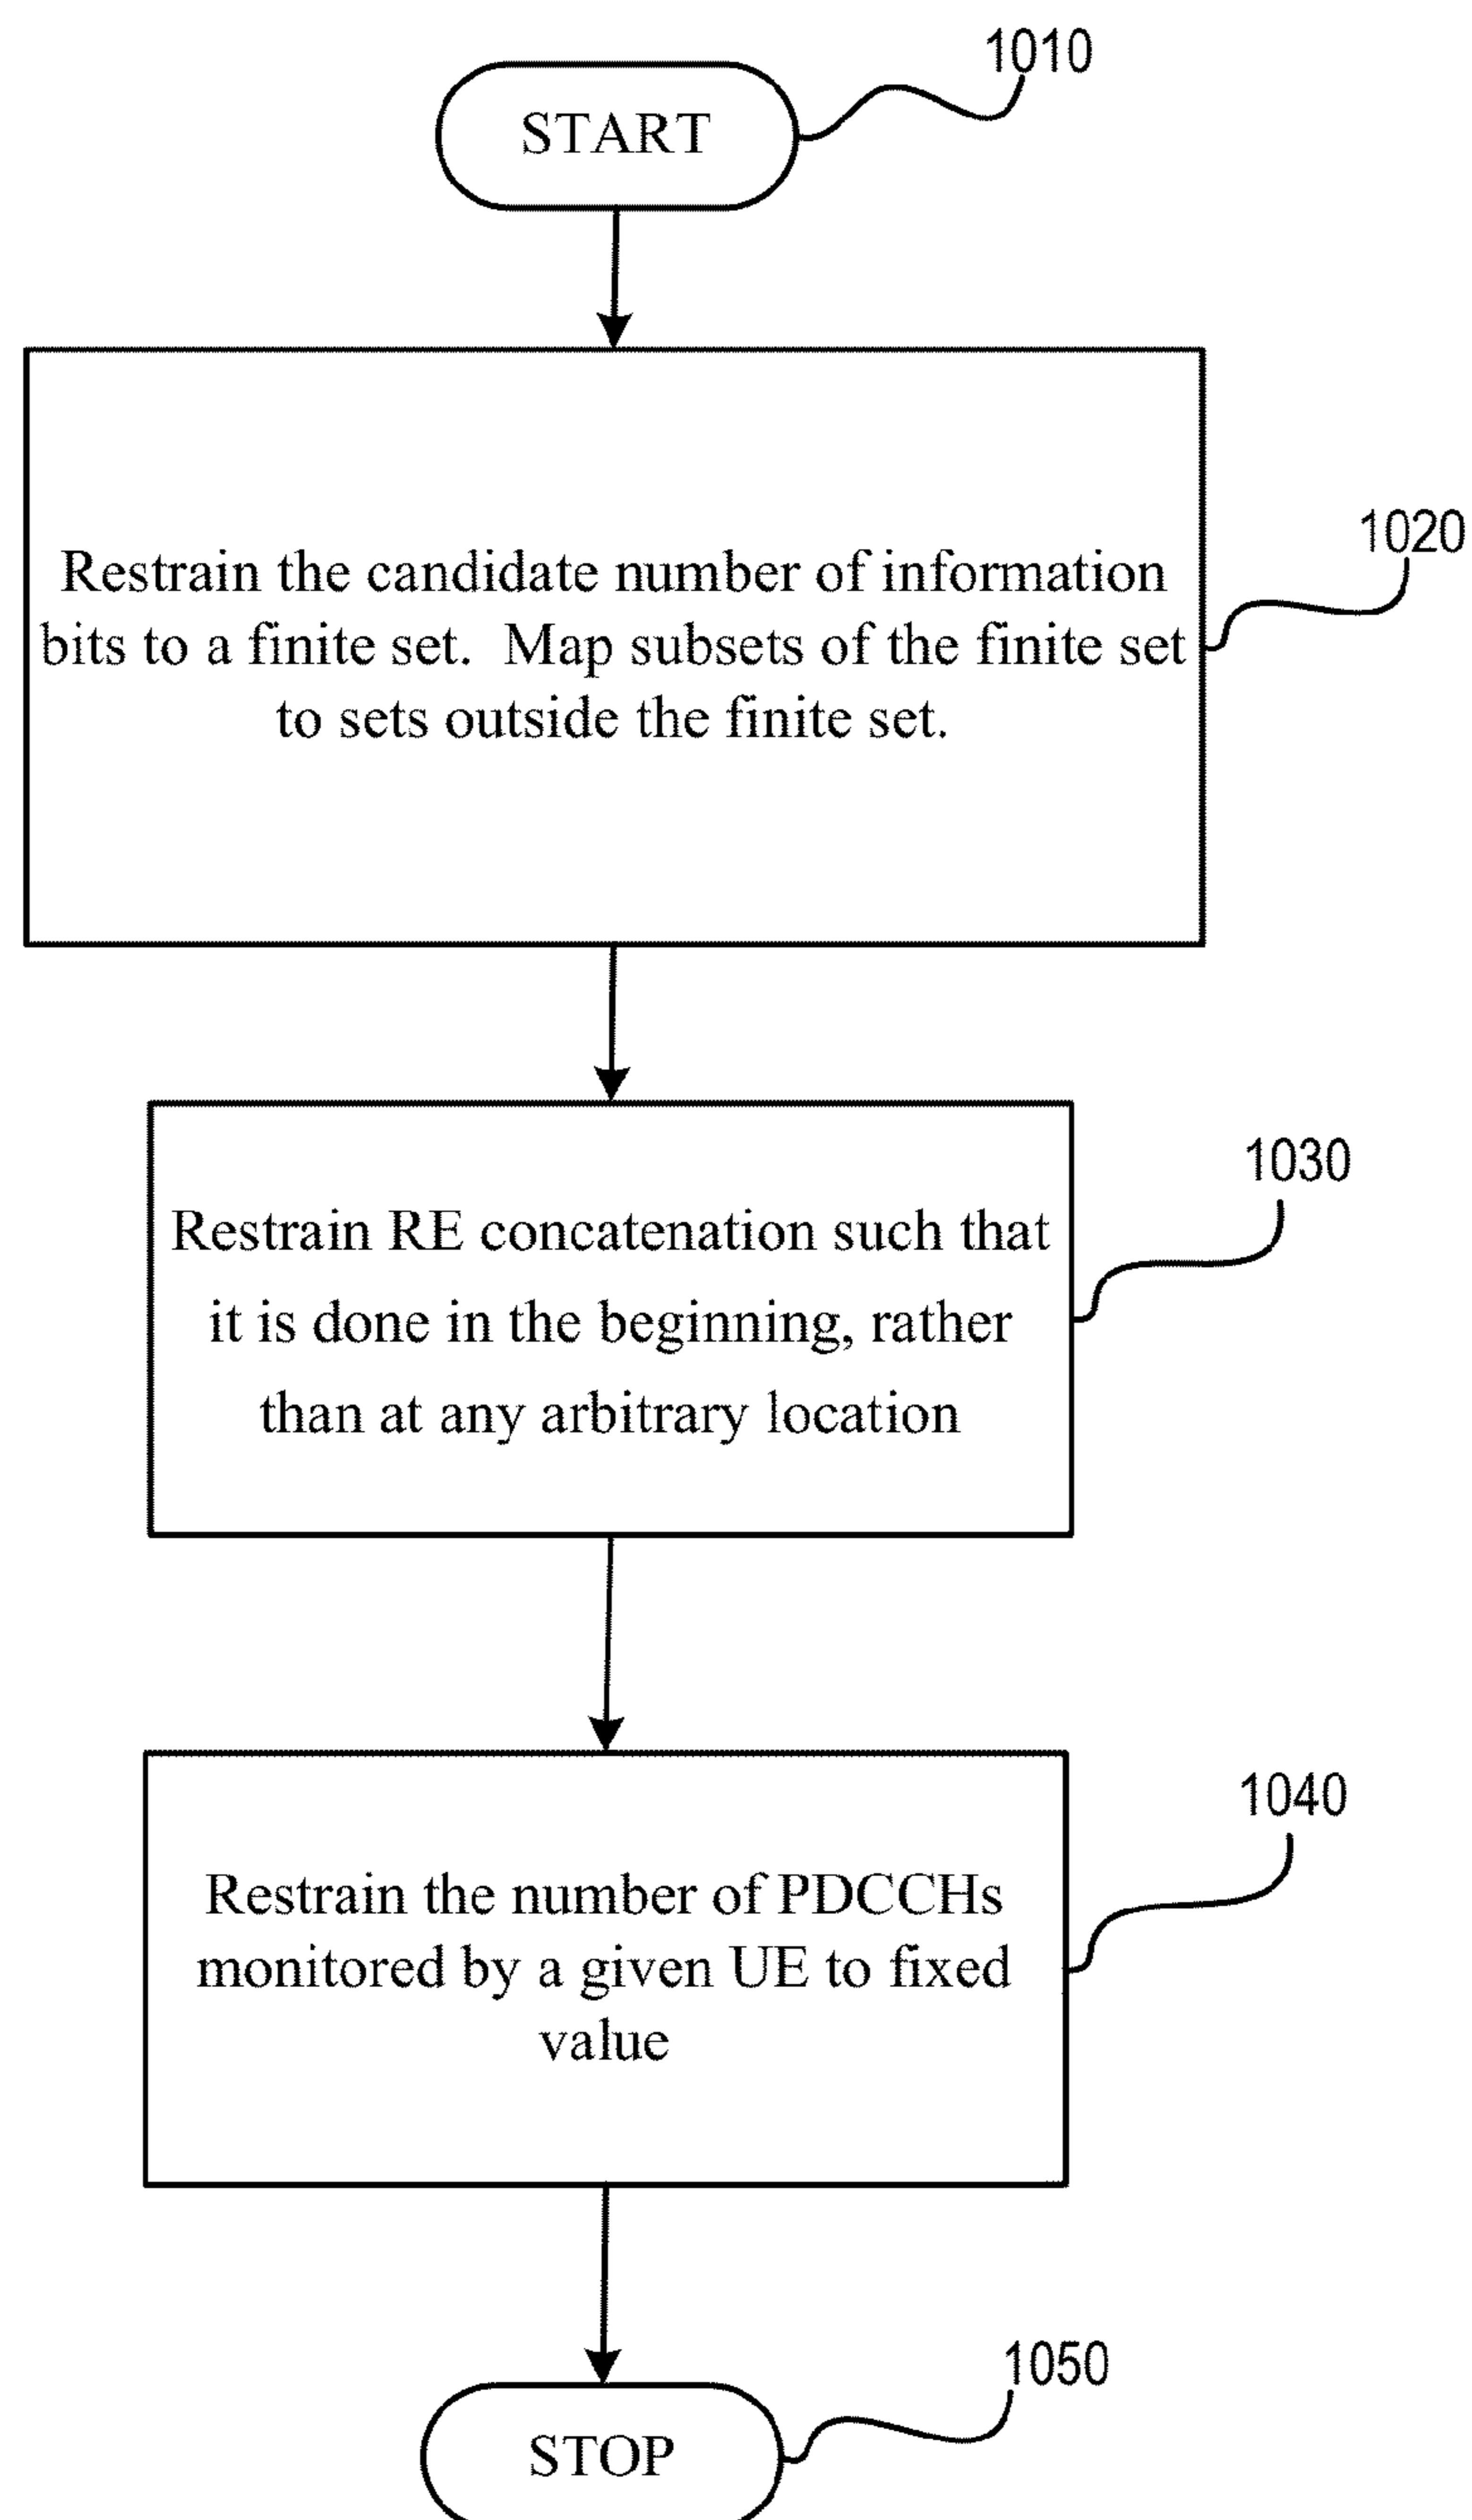 1010
START
1020
Restrain the candidate number of information
bits to a finite set.  Map subsets of the finite set
to sets outside the finite set.
1030
Restrain RE concatenation such that
it is done in the beginning, rather
than at any arbitrary location
1040
Restrain the number of PDCCHs
monitored by a given UE to fixed
value
1050
STOP